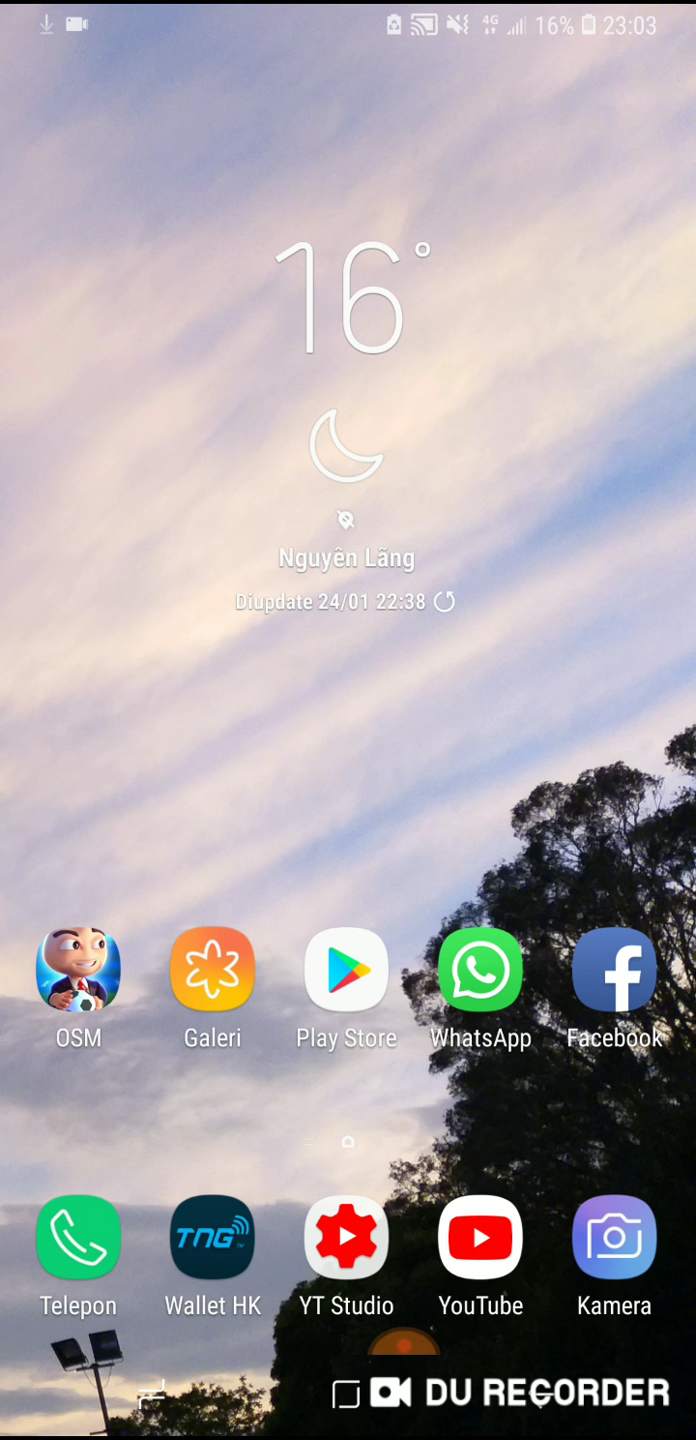 4G 16% 23:03
16°
Nguyên Lãng
Diupdate 24/01 22:38
OSM Galeri Play Store WhatsApp Facebook
TNG
Telepon Wallet HK YT Studio YouTube Kamera
DU RECORDER